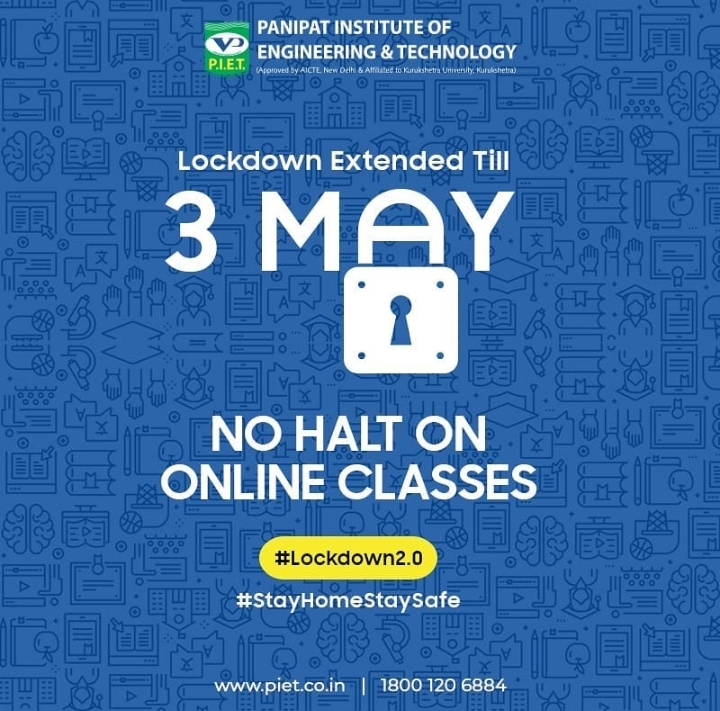 PANIPAT INSTITUTE OF
ENGINEERING & TECHNOLOGY
VP
P.I.E.T.
(Approved by AICTE, New Delhi & Affiliated to Kurukshetra University, Kurukshetra)
Lockdown Extended Till
3 MAY
NO HALT ON
ONLINE CLASSES
#Lockdown2.0
#StayHomeStaySafe
www.piet.co.in | 1800 120 6884